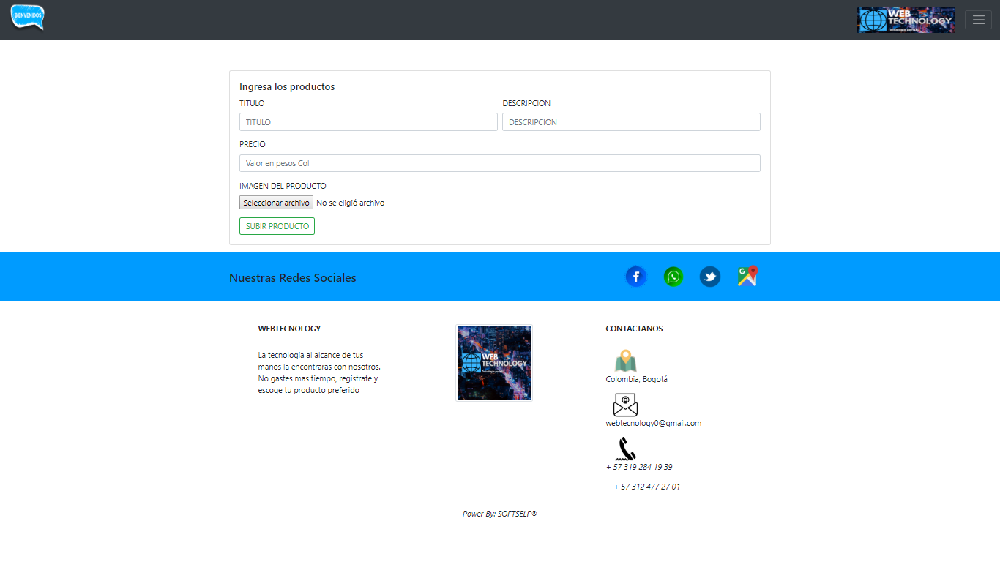 BIENVENIDOS
WEB
TECHNOLOGY
Tecnología para ti
Ingresa los productos
TITULO
DESCRIPCION
TITULO
DESCRIPCION
PRECIO
Valor en pesos Col
IMAGEN DEL PRODUCTO
Seleccionar archivo No se eligió archivo
SUBIR PRODUCTO
Nuestras Redes Sociales
f
G
WEBTECNOLOGY
La tecnologia al alcance de tus
manos la encontraras con nosotros.
No gastes mas tiempo, registrate y
escoge tu producto preferido
WEB
TECHNOLOGY
CONTACTANOS
Colombia, Bogotá
@
webtecnology0@gmail.com
+ 57 319 284 19 39
+ 57 312 477 27 01
Power By: SOFTSELF®